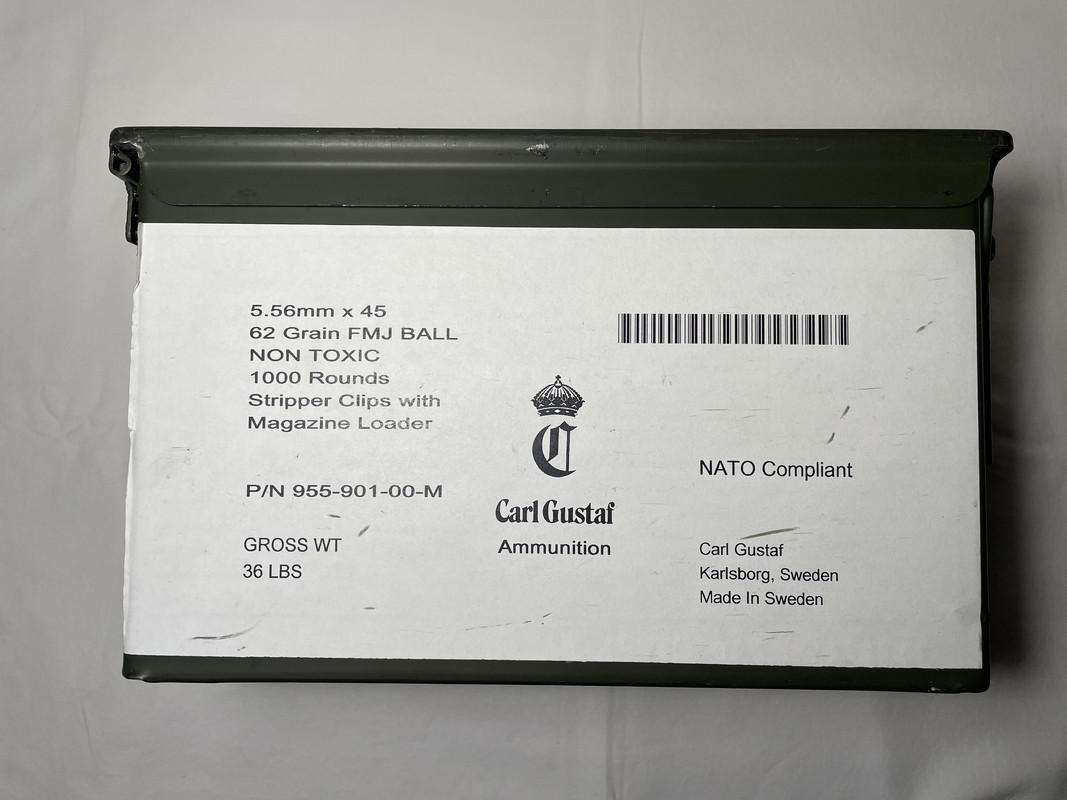 5.56mm x 45
62 Grain FMJ BALL
NON TOXIC
1000 Rounds
Stripper Clips with
Magazine Loader
P/N 955-901-00-M
GROSS WT
36 LBS
C
Carl Gustaf
Ammunition
NATO Compliant
Carl Gustaf
Karlsborg, Sweden
Made In Sweden